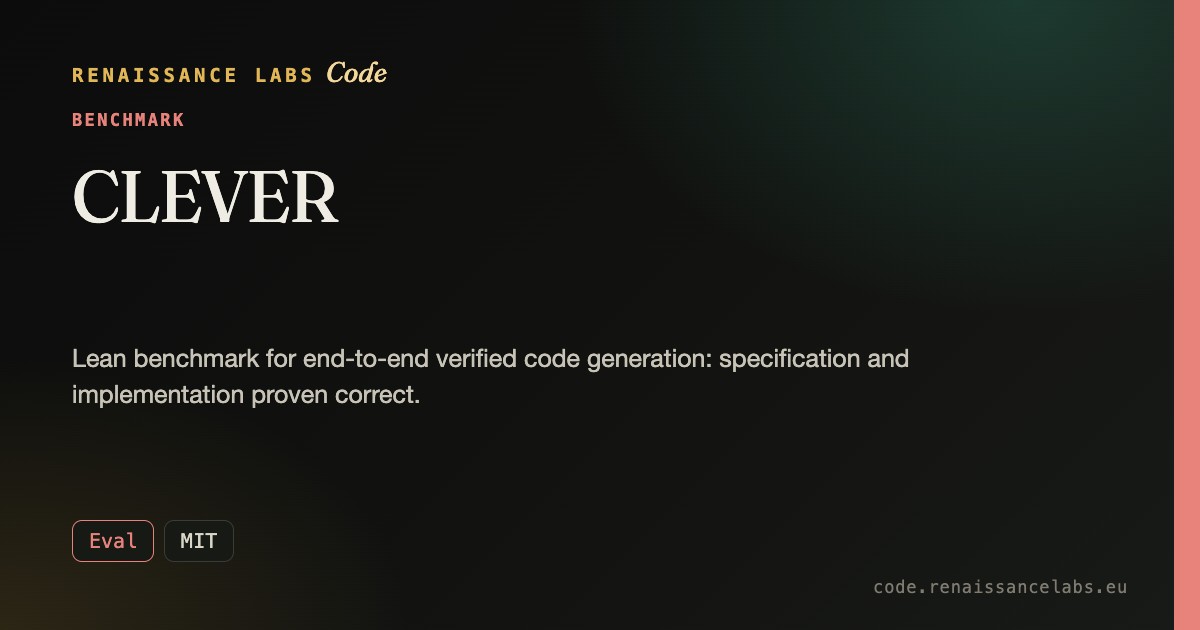 RENAISSANCE LABS Code
BENCHMARK
CLEVER
Lean benchmark for end-to-end verified code generation: specification and
implementation proven correct.
Eval MIT
code.renaissancelabs.eu